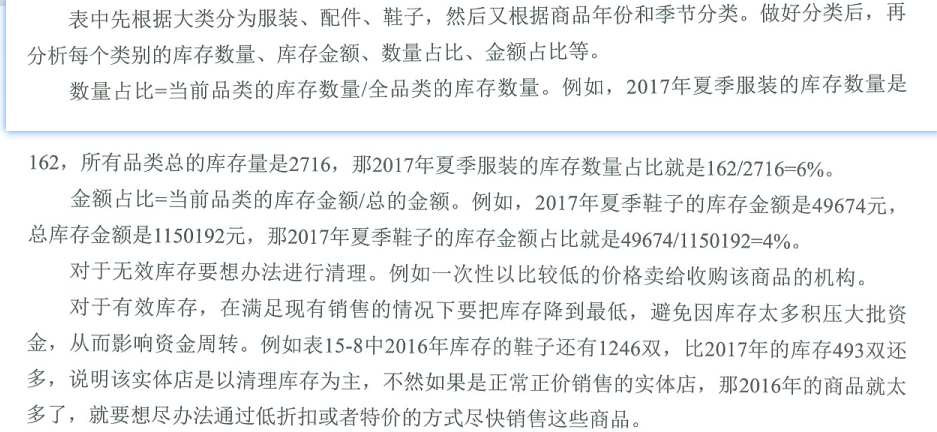 表中先根据大类分为服装、配件、鞋子，然后又根据商品年份和季节分类。做好分类后，再
分析每个类别的库存数量、库存金额、数量占比、金额占比等。
数量占比=当前品类的库存数量/全品类的库存数量。例如，2017年夏季服装的库存数量是
162，所有品类总的库存量是2716，那2017年夏季服装的库存数量占比就是162/2716=6%。
金额占比=当前品类的库存金额/总的金额。例如，2017年夏季鞋子的库存金额是49674元，
总库存金额是1150192元，那2017年夏季鞋子的库存金额占比就是49674/1150192=4%。
对于无效库存要想办法进行清理。例如一次性以比较低的价格卖给收购该商品的机构。
对于有效库存，在满足现有销售的情况下要把库存降到最低，避免因库存太多积压大批资
金，从而影响资金周转。例如表15-8中2016年库存的鞋子还有1246双，比2017年的库存493双还
多，说明该实体店是以清理库存为主，不然如果是正常正价销售的实体店，那2016年的商品就太
多了，就要想尽办法通过低折扣或者特价的方式尽快销售这些商品。